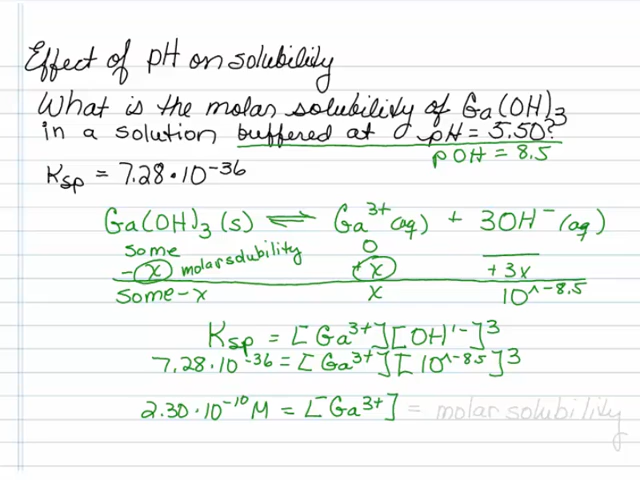 Effect of pH on solubility
What is the molar solubility of Ga(OH)₃
in a solution buffered at pH = 5.50?
pOH = 8.5
Ksp = 7.28·10⁻³⁶
Ga(OH)₃(s) ⇌ Ga³⁺(aq) + 3OH⁻(aq)
some 0 —
-x molar solubility +x +3x
some-x x 10^-8.5
Ksp = [Ga³⁺][OH¹⁻]³
7.28·10⁻³⁶ = [Ga³⁺][10^-8.5]³
2.30·10⁻¹⁰ M = [Ga³⁺] = molar solubility